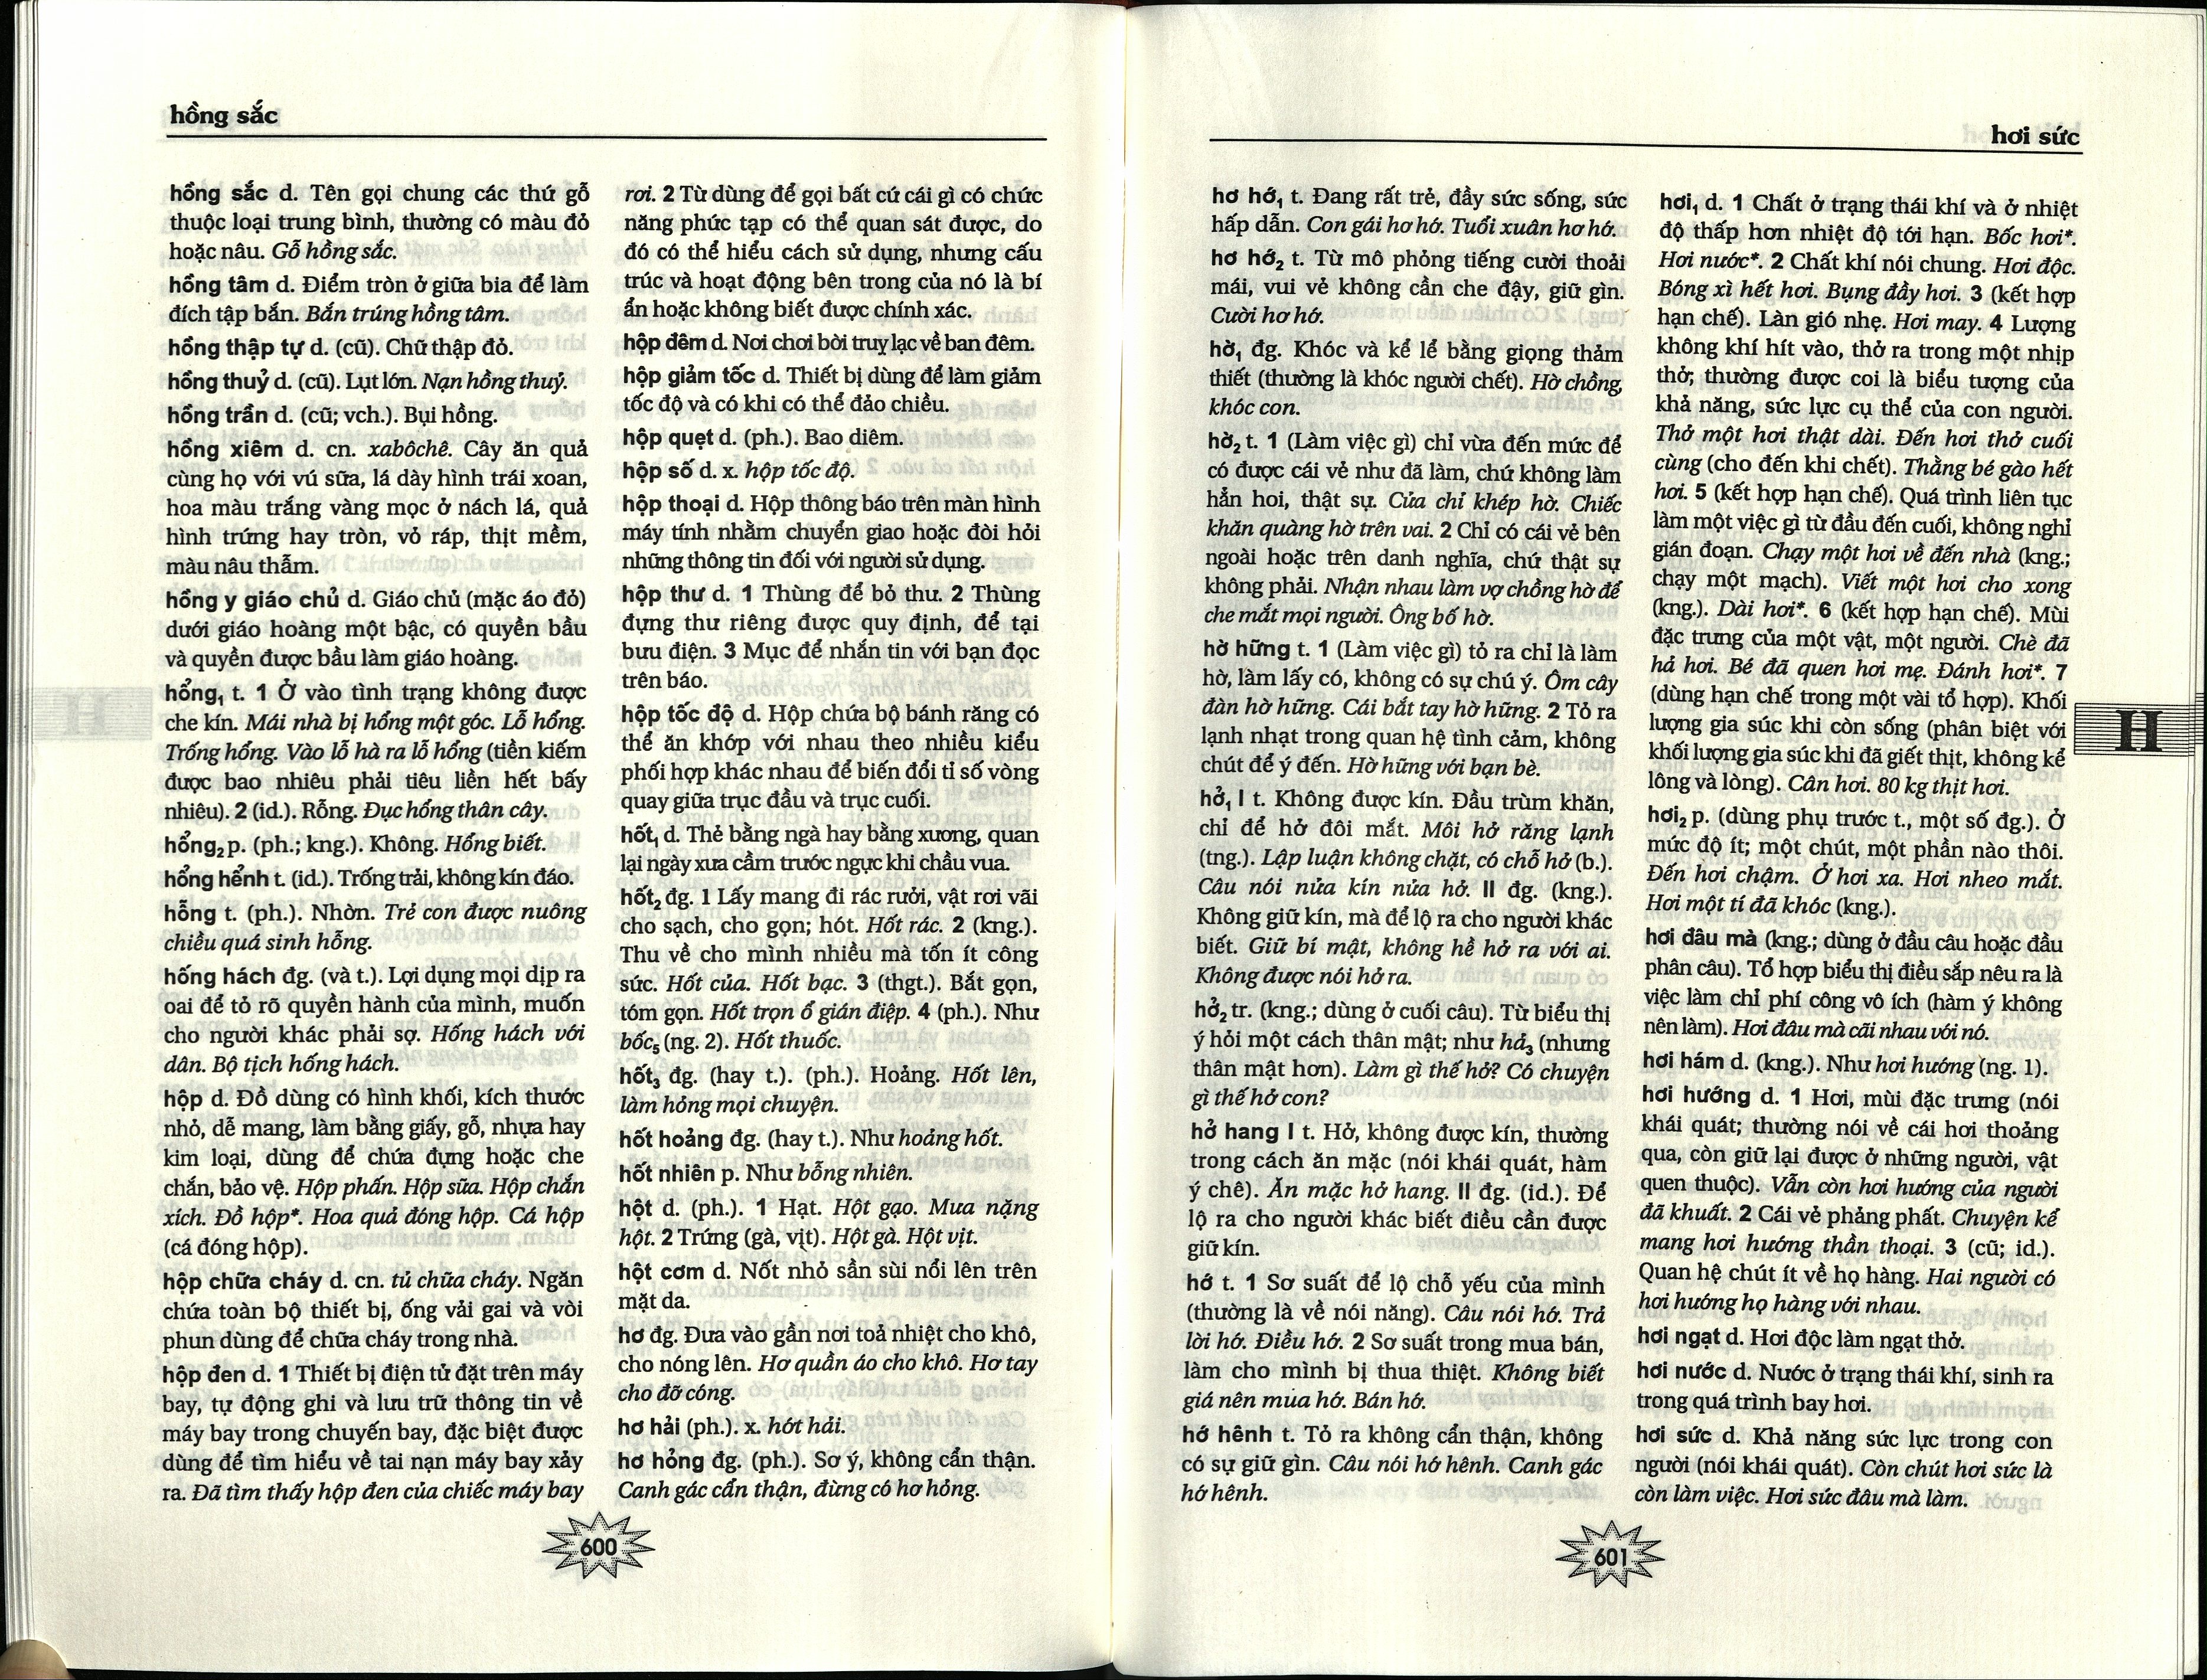 hồng sắc
hồng sắc d. Tên gọi chung các thứ gỗ
thuộc loại trung bình, thường có màu đỏ
hoặc nâu. Gỗ hồng sắc.
hồng tâm d. Điểm tròn ở giữa bia để làm
đích tập bắn. Bắn trúng hồng tâm.
hồng thập tự d. (cũ). Chữ thập đỏ.
hồng thuỷ d. (cũ). Lụt lớn. Nạn hồng thuỷ.
hồng trần d. (cũ; vch.). Bụi hồng.
hồng xiêm d. cn. xabôchê. Cây ăn quả
cùng họ với vú sữa, lá dày hình trái xoan,
hoa màu trắng vàng mọc ở nách lá, quả
hình trứng hay tròn, vỏ ráp, thịt mềm,
màu nâu thẫm.
hồng y giáo chủ d. Giáo chủ (mặc áo đỏ)
dưới giáo hoàng một bậc, có quyền bầu
và quyền được bầu làm giáo hoàng.
hổng₁ t. 1 Ở vào tình trạng không được
che kín. Mái nhà bị hổng một góc. Lỗ hổng.
Trống hổng. Vào lỗ hà ra lỗ hổng (tiền kiếm
được bao nhiêu phải tiêu liền hết bấy
nhiêu). 2 (id.). Rỗng. Đục hổng thân cây.
hổng₂ p. (ph.; kng.). Không. Hổng biết.
hổng hểnh t. (id.). Trống trải, không kín đáo.
hỗng t. (ph.). Nhờn. Trẻ con được nuông
chiều quá sinh hỗng.
hống hách đg. (và t.). Lợi dụng mọi dịp ra
oai để tỏ rõ quyền hành của mình, muốn
cho người khác phải sợ. Hống hách với
dân. Bộ tịch hống hách.
hộp d. Đồ dùng có hình khối, kích thước
nhỏ, dễ mang, làm bằng giấy, gỗ, nhựa hay
kim loại, dùng để chứa đựng hoặc che
chắn, bảo vệ. Hộp phấn. Hộp sữa. Hộp chắn
xích. Đồ hộp*. Hoa quả đóng hộp. Cá hộp
(cá đóng hộp).
hộp chữa cháy d. cn. tủ chữa cháy. Ngăn
chứa toàn bộ thiết bị, ống vải gai và vòi
phun dùng để chữa cháy trong nhà.
hộp đen d. 1 Thiết bị điện tử đặt trên máy
bay, tự động ghi và lưu trữ thông tin về
máy bay trong chuyến bay, đặc biệt được
dùng để tìm hiểu về tai nạn máy bay xảy
ra. Đã tìm thấy hộp đen của chiếc máy bay
rơi. 2 Từ dùng để gọi bất cứ cái gì có chức
năng phức tạp có thể quan sát được, do
đó có thể hiểu cách sử dụng, nhưng cấu
trúc và hoạt động bên trong của nó là bí
ẩn hoặc không biết được chính xác.
hộp đêm d. Nơi chơi bời truỵ lạc về ban đêm.
hộp giảm tốc d. Thiết bị dùng để làm giảm
tốc độ và có khi có thể đảo chiều.
hộp quẹt d. (ph.). Bao diêm.
hộp số d. x. hộp tốc độ.
hộp thoại d. Hộp thông báo trên màn hình
máy tính nhằm chuyển giao hoặc đòi hỏi
những thông tin đối với người sử dụng.
hộp thư d. 1 Thùng để bỏ thư. 2 Thùng
đựng thư riêng được quy định, để tại
bưu điện. 3 Mục để nhắn tin với bạn đọc
trên báo.
hộp tốc độ d. Hộp chứa bộ bánh răng có
thể ăn khớp với nhau theo nhiều kiểu
phối hợp khác nhau để biến đổi tỉ số vòng
quay giữa trục đầu và trục cuối.
hốt₁ d. Thẻ bằng ngà hay bằng xương, quan
lại ngày xưa cầm trước ngực khi chầu vua.
hốt₂ đg. 1 Lấy mang đi rác rưởi, vật rơi vãi
cho sạch, cho gọn; hót. Hốt rác. 2 (kng.).
Thu về cho mình nhiều mà tốn ít công
sức. Hốt của. Hốt bạc. 3 (thgt.). Bắt gọn,
tóm gọn. Hốt trọn ổ gián điệp. 4 (ph.). Như
bốc₅ (ng. 2). Hốt thuốc.
hốt₃ đg. (hay t.). (ph.). Hoảng. Hốt lên,
làm hỏng mọi chuyện.
hốt hoảng đg. (hay t.). Như hoảng hốt.
hốt nhiên p. Như bỗng nhiên.
hột d. (ph.). 1 Hạt. Hột gạo. Mưa nặng
hột. 2 Trứng (gà, vịt). Hột gà. Hột vịt.
hột cơm d. Nốt nhỏ sần sùi nổi lên trên
mặt da.
hơ đg. Đưa vào gần nơi toả nhiệt cho khô,
cho nóng lên. Hơ quần áo cho khô. Hơ tay
cho đỡ cóng.
hơ hải (ph.). x. hớt hải.
hơ hỏng đg. (ph.). Sơ ý, không cẩn thận.
Canh gác cẩn thận, đừng có hơ hỏng.
600
hơi sức
hơ hớ₁ t. Đang rất trẻ, đầy sức sống, sức
hấp dẫn. Con gái hơ hớ. Tuổi xuân hơ hớ.
hơ hớ₂ t. Từ mô phỏng tiếng cười thoải
mái, vui vẻ không cần che đậy, giữ gìn.
Cười hơ hớ.
hờ₁ đg. Khóc và kể lể bằng giọng thảm
thiết (thường là khóc người chết). Hờ chồng,
khóc con.
hờ₂ t. 1 (Làm việc gì) chỉ vừa đến mức để
có được cái vẻ như đã làm, chứ không làm
hẳn hoi, thật sự. Cửa chỉ khép hờ. Chiếc
khăn quàng hờ trên vai. 2 Chỉ có cái vẻ bên
ngoài hoặc trên danh nghĩa, chứ thật sự
không phải. Nhận nhau làm vợ chồng hờ để
che mắt mọi người. Ông bố hờ.
hờ hững t. 1 (Làm việc gì) tỏ ra chỉ là làm
hờ, làm lấy có, không có sự chú ý. Ôm cây
đàn hờ hững. Cái bắt tay hờ hững. 2 Tỏ ra
lạnh nhạt trong quan hệ tình cảm, không
chút để ý đến. Hờ hững với bạn bè.
hở₁ I t. Không được kín. Đầu trùm khăn,
chỉ để hở đôi mắt. Môi hở răng lạnh
(tng.). Lập luận không chặt, có chỗ hở (b.).
Câu nói nửa kín nửa hở. II đg. (kng.).
Không giữ kín, mà để lộ ra cho người khác
biết. Giữ bí mật, không hề hở ra với ai.
Không được nói hở ra.
hở₂ tr. (kng.; dùng ở cuối câu). Từ biểu thị
ý hỏi một cách thân mật; như hả₃ (nhưng
thân mật hơn). Làm gì thế hở? Có chuyện
gì thế hở con?
hở hang I t. Hở, không được kín, thường
trong cách ăn mặc (nói khái quát, hàm
ý chê). Ăn mặc hở hang. II đg. (id.). Để
lộ ra cho người khác biết điều cần được
giữ kín.
hớ t. 1 Sơ suất để lộ chỗ yếu của mình
(thường là về nói năng). Câu nói hớ. Trả
lời hớ. Điều hớ. 2 Sơ suất trong mua bán,
làm cho mình bị thua thiệt. Không biết
giá nên mua hớ. Bán hớ.
hớ hênh t. Tỏ ra không cẩn thận, không
có sự giữ gìn. Câu nói hớ hênh. Canh gác
hớ hênh.
hơi₁ d. 1 Chất ở trạng thái khí và ở nhiệt
độ thấp hơn nhiệt độ tới hạn. Bốc hơi*.
Hơi nước*. 2 Chất khí nói chung. Hơi độc.
Bóng xì hết hơi. Bụng đầy hơi. 3 (kết hợp
hạn chế). Làn gió nhẹ. Hơi may. 4 Lượng
không khí hít vào, thở ra trong một nhịp
thở; thường được coi là biểu tượng của
khả năng, sức lực cụ thể của con người.
Thở một hơi thật dài. Đến hơi thở cuối
cùng (cho đến khi chết). Thằng bé gào hết
hơi. 5 (kết hợp hạn chế). Quá trình liên tục
làm một việc gì từ đầu đến cuối, không nghỉ
gián đoạn. Chạy một hơi về đến nhà (kng.;
chạy một mạch). Viết một hơi cho xong
(kng.). Dài hơi*. 6 (kết hợp hạn chế). Mùi
đặc trưng của một vật, một người. Chè đã
hả hơi. Bé đã quen hơi mẹ. Đánh hơi*. 7
(dùng hạn chế trong một vài tổ hợp). Khối
lượng gia súc khi còn sống (phân biệt với
khối lượng gia súc khi đã giết thịt, không kể
lông và lòng). Cân hơi. 80 kg thịt hơi.
hơi₂ p. (dùng phụ trước t., một số đg.). Ở
mức độ ít; một chút, một phần nào thôi.
Đến hơi chậm. Ở hơi xa. Hơi nheo mắt.
Hơi một tí đã khóc (kng.).
hơi đâu mà (kng.; dùng ở đầu câu hoặc đầu
phân câu). Tổ hợp biểu thị điều sắp nêu ra là
việc làm chỉ phí công vô ích (hàm ý không
nên làm). Hơi đâu mà cãi nhau với nó.
hơi hám d. (kng.). Như hơi hướng (ng. 1).
hơi hướng d. 1 Hơi, mùi đặc trưng (nói
khái quát; thường nói về cái hơi thoảng
qua, còn giữ lại được ở những người, vật
quen thuộc). Vẫn còn hơi hướng của người
đã khuất. 2 Cái vẻ phảng phất. Chuyện kể
mang hơi hướng thần thoại. 3 (cũ; id.).
Quan hệ chút ít về họ hàng. Hai người có
hơi hướng họ hàng với nhau.
hơi ngạt d. Hơi độc làm ngạt thở.
hơi nước d. Nước ở trạng thái khí, sinh ra
trong quá trình bay hơi.
hơi sức d. Khả năng sức lực trong con
người (nói khái quát). Còn chút hơi sức là
còn làm việc. Hơi sức đâu mà làm.
H
601